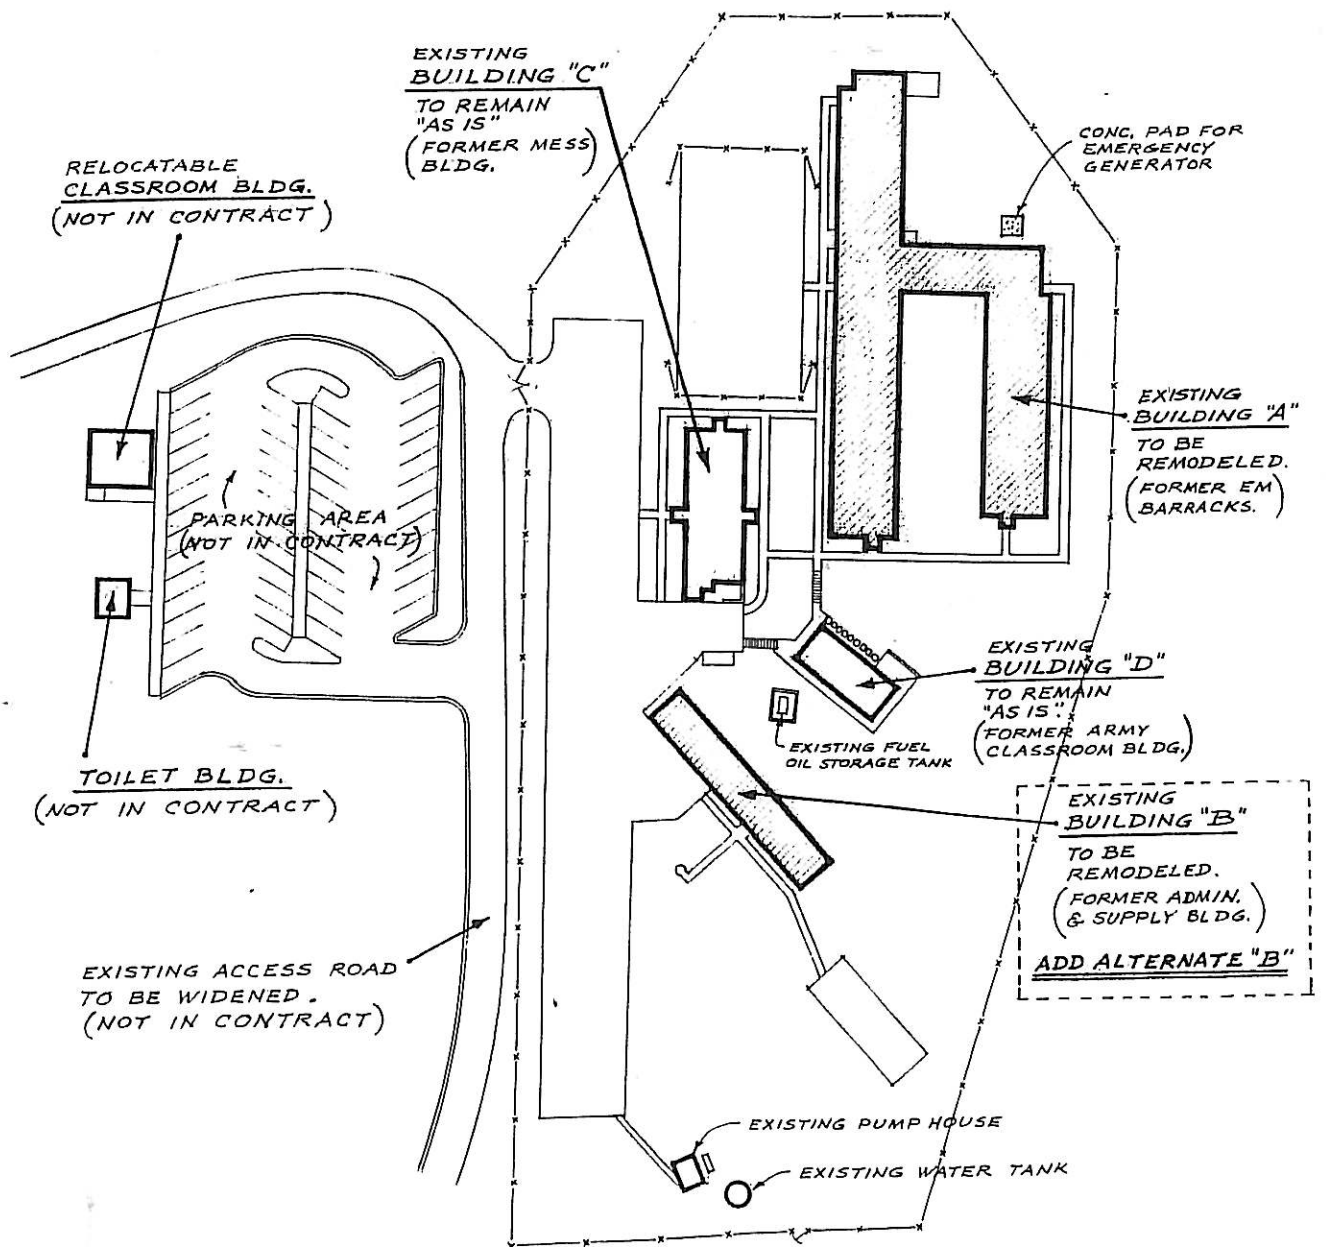 EXISTING
BUILDING "C"
TO REMAIN
"AS IS"
(FORMER MESS
BLDG.)
CONC. PAD FOR
EMERGENCY
GENERATOR
RELOCATABLE
CLASSROOM BLDG.
(NOT IN CONTRACT)
EXISTING
BUILDING "A"
TO BE
REMODELED.
(FORMER EM
BARRACKS.)
PARKING AREA
(NOT IN CONTRACT)
EXISTING
BUILDING "D"
TO REMAIN
"AS IS".
(FORMER ARMY
CLASSROOM BLDG.)
EXISTING FUEL
OIL STORAGE TANK
TOILET BLDG.
(NOT IN CONTRACT)
EXISTING
BUILDING "B"
TO BE
REMODELED.
(FORMER ADMIN.
& SUPPLY BLDG.)
ADD ALTERNATE "B"
EXISTING ACCESS ROAD
TO BE WIDENED.
(NOT IN CONTRACT)
EXISTING PUMP HOUSE
EXISTING WATER TANK